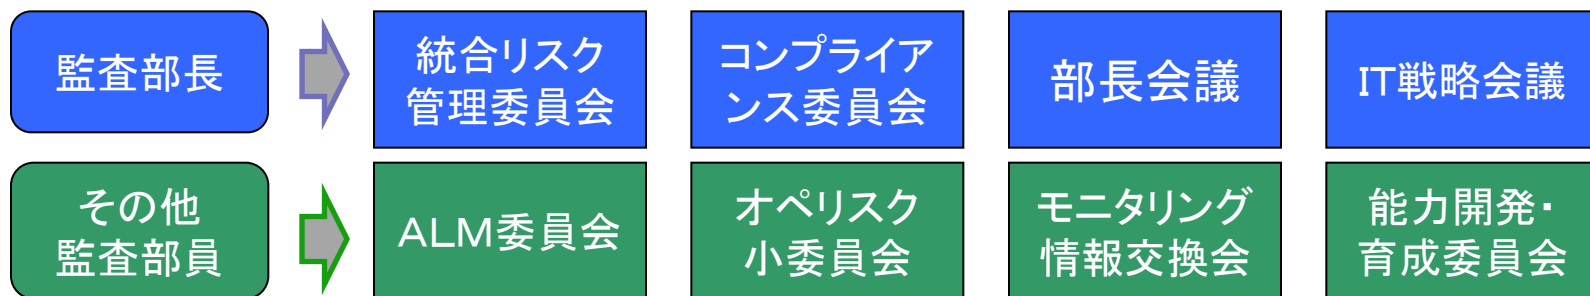 監査部長
統合リスク
管理委員会
コンプライア
ンス委員会
部長会議
IT戦略会議
その他
監査部員
ALM委員会
オペリスク
小委員会
モニタリング
情報交換会
能力開発・
育成委員会